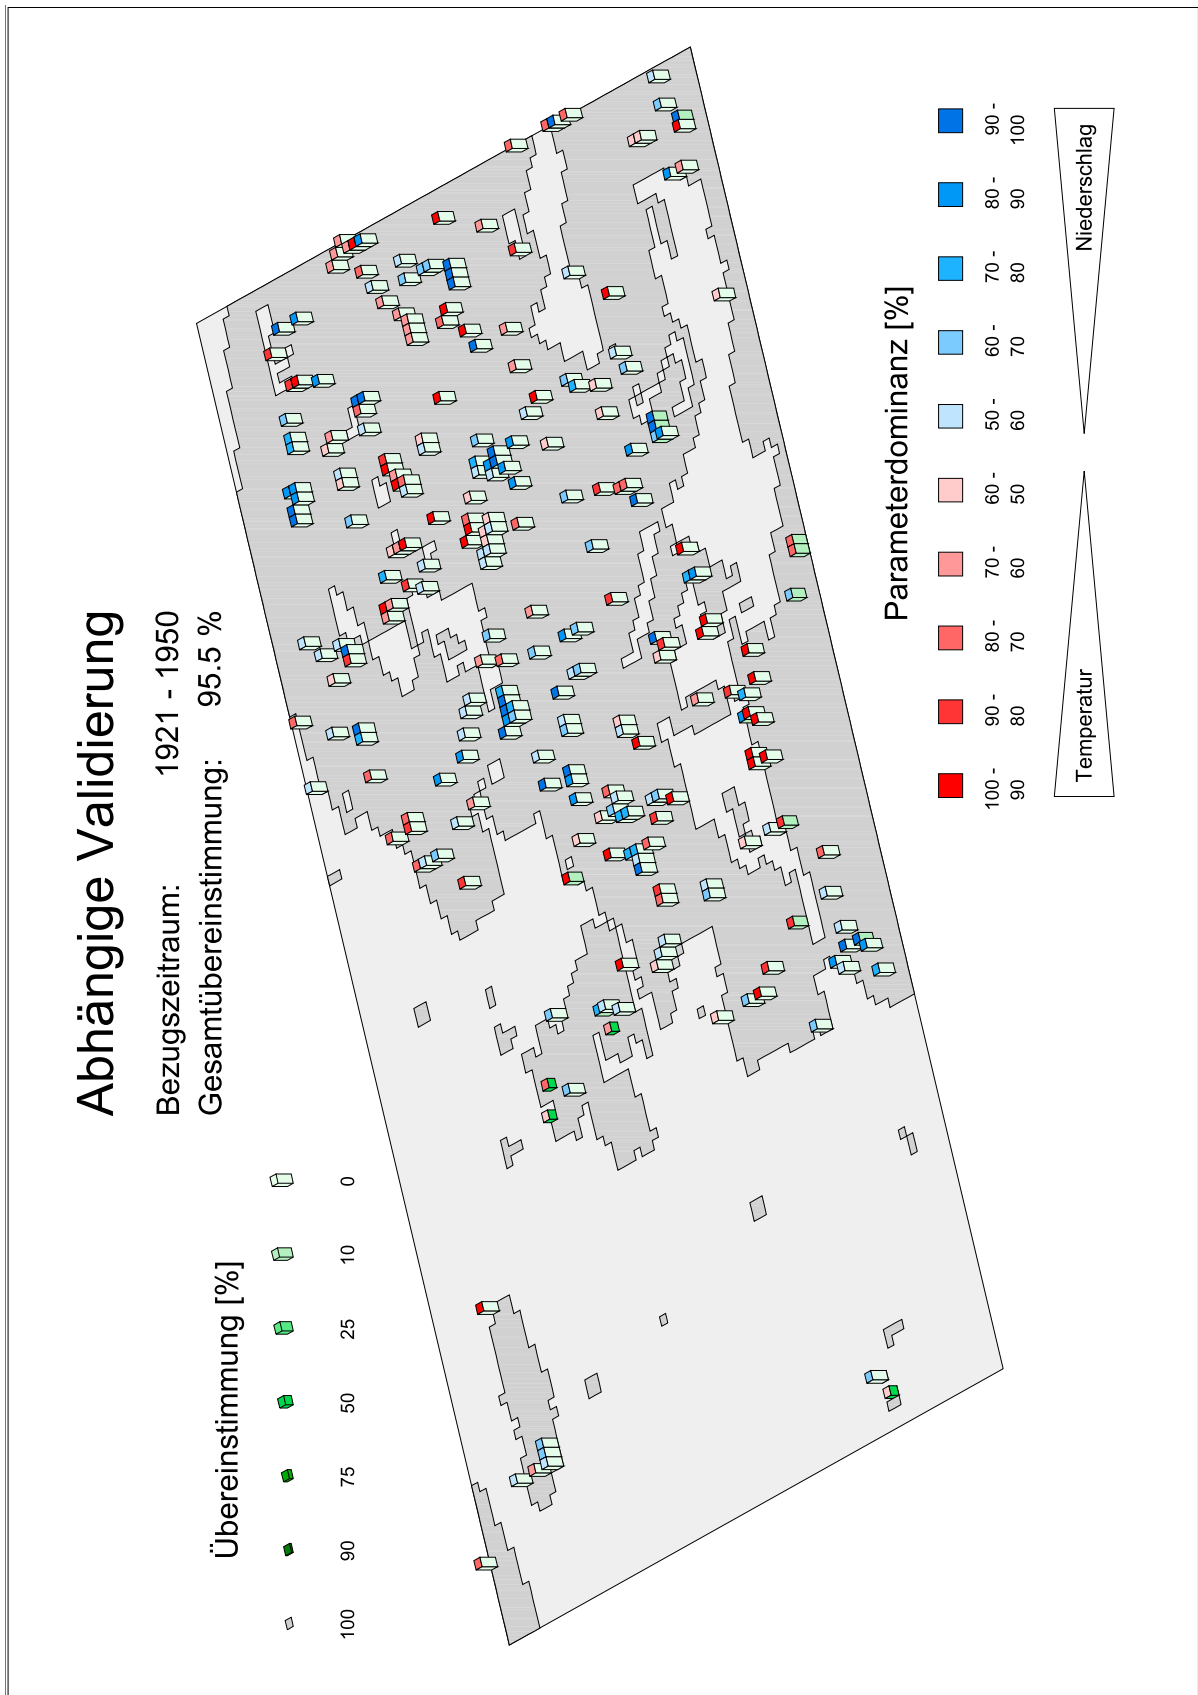 Abhängige Validierung
Bezugszeitraum: 1921 - 1950
Gesamtübereinstimmung: 95.5 %
Übereinstimmung [%]
100 90 75 50 25 10 0
Parameterdominanz [%]
100 - 90 - 80 - 70 - 60 - 50 - 60 - 70 - 80 - 90 -
90 80 70 60 50 60 70 80 90 100
Temperatur Niederschlag